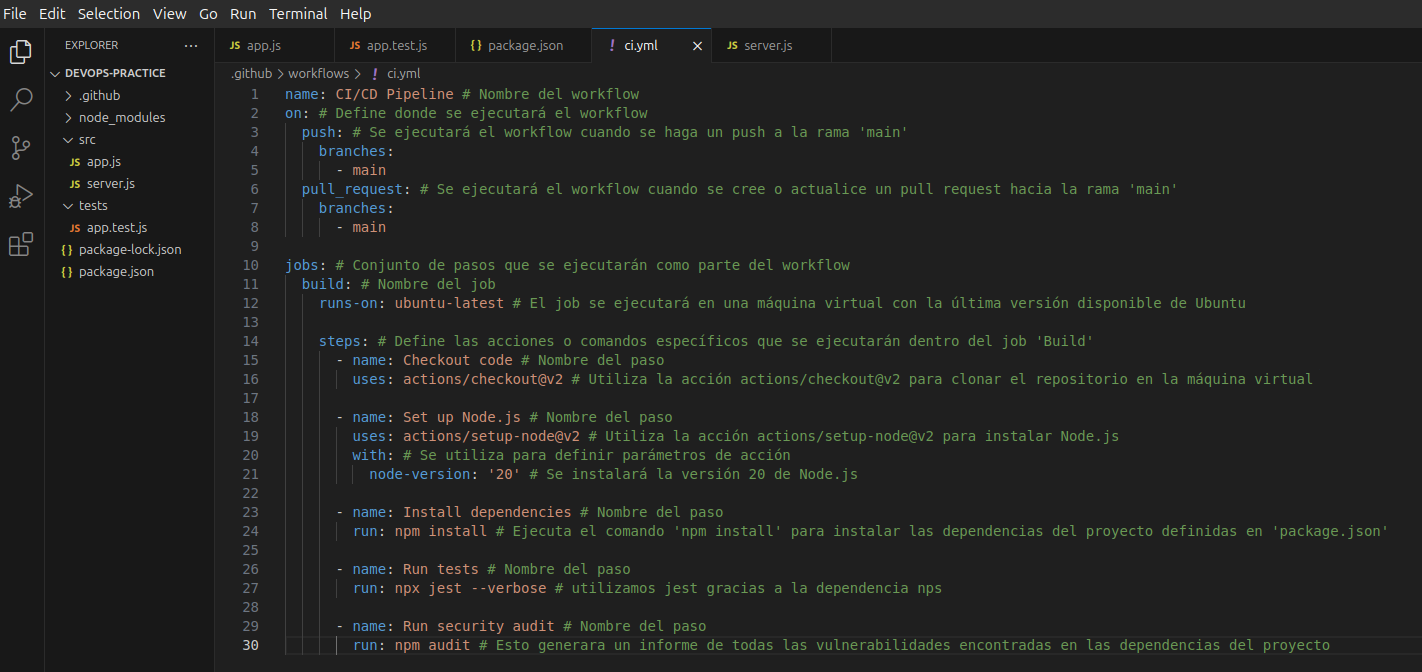 File Edit Selection View Go Run Terminal Help
EXPLORER ...
DEVOPS-PRACTICE
.github
node_modules
src
JS app.js
JS server.js
tests
JS app.test.js
{} package-lock.json
{} package.json
JS app.js JS app.test.js {} package.json ! ci.yml × JS server.js
.github > workflows > ! ci.yml
1 name: CI/CD Pipeline # Nombre del workflow
2 on: # Define donde se ejecutará el workflow
3 push: # Se ejecutará el workflow cuando se haga un push a la rama 'main'
4 branches:
5 - main
6 pull_request: # Se ejecutará el workflow cuando se cree o actualice un pull request hacia la rama 'main'
7 branches:
8 - main
9
10 jobs: # Conjunto de pasos que se ejecutarán como parte del workflow
11 build: # Nombre del job
12 runs-on: ubuntu-latest # El job se ejecutará en una máquina virtual con la última versión disponible de Ubuntu
13
14 steps: # Define las acciones o comandos específicos que se ejecutarán dentro del job 'Build'
15 - name: Checkout code # Nombre del paso
16 uses: actions/checkout@v2 # Utiliza la acción actions/checkout@v2 para clonar el repositorio en la máquina virtual
17
18 - name: Set up Node.js # Nombre del paso
19 uses: actions/setup-node@v2 # Utiliza la acción actions/setup-node@v2 para instalar Node.js
20 with: # Se utiliza para definir parámetros de acción
21 node-version: '20' # Se instalará la versión 20 de Node.js
22
23 - name: Install dependencies # Nombre del paso
24 run: npm install # Ejecuta el comando 'npm install' para instalar las dependencias del proyecto definidas en 'package.json'
25
26 - name: Run tests # Nombre del paso
27 run: npx jest --verbose # utilizamos jest gracias a la dependencia nps
28
29 - name: Run security audit # Nombre del paso
30 run: npm audit # Esto generara un informe de todas las vulnerabilidades encontradas en las dependencias del proyecto